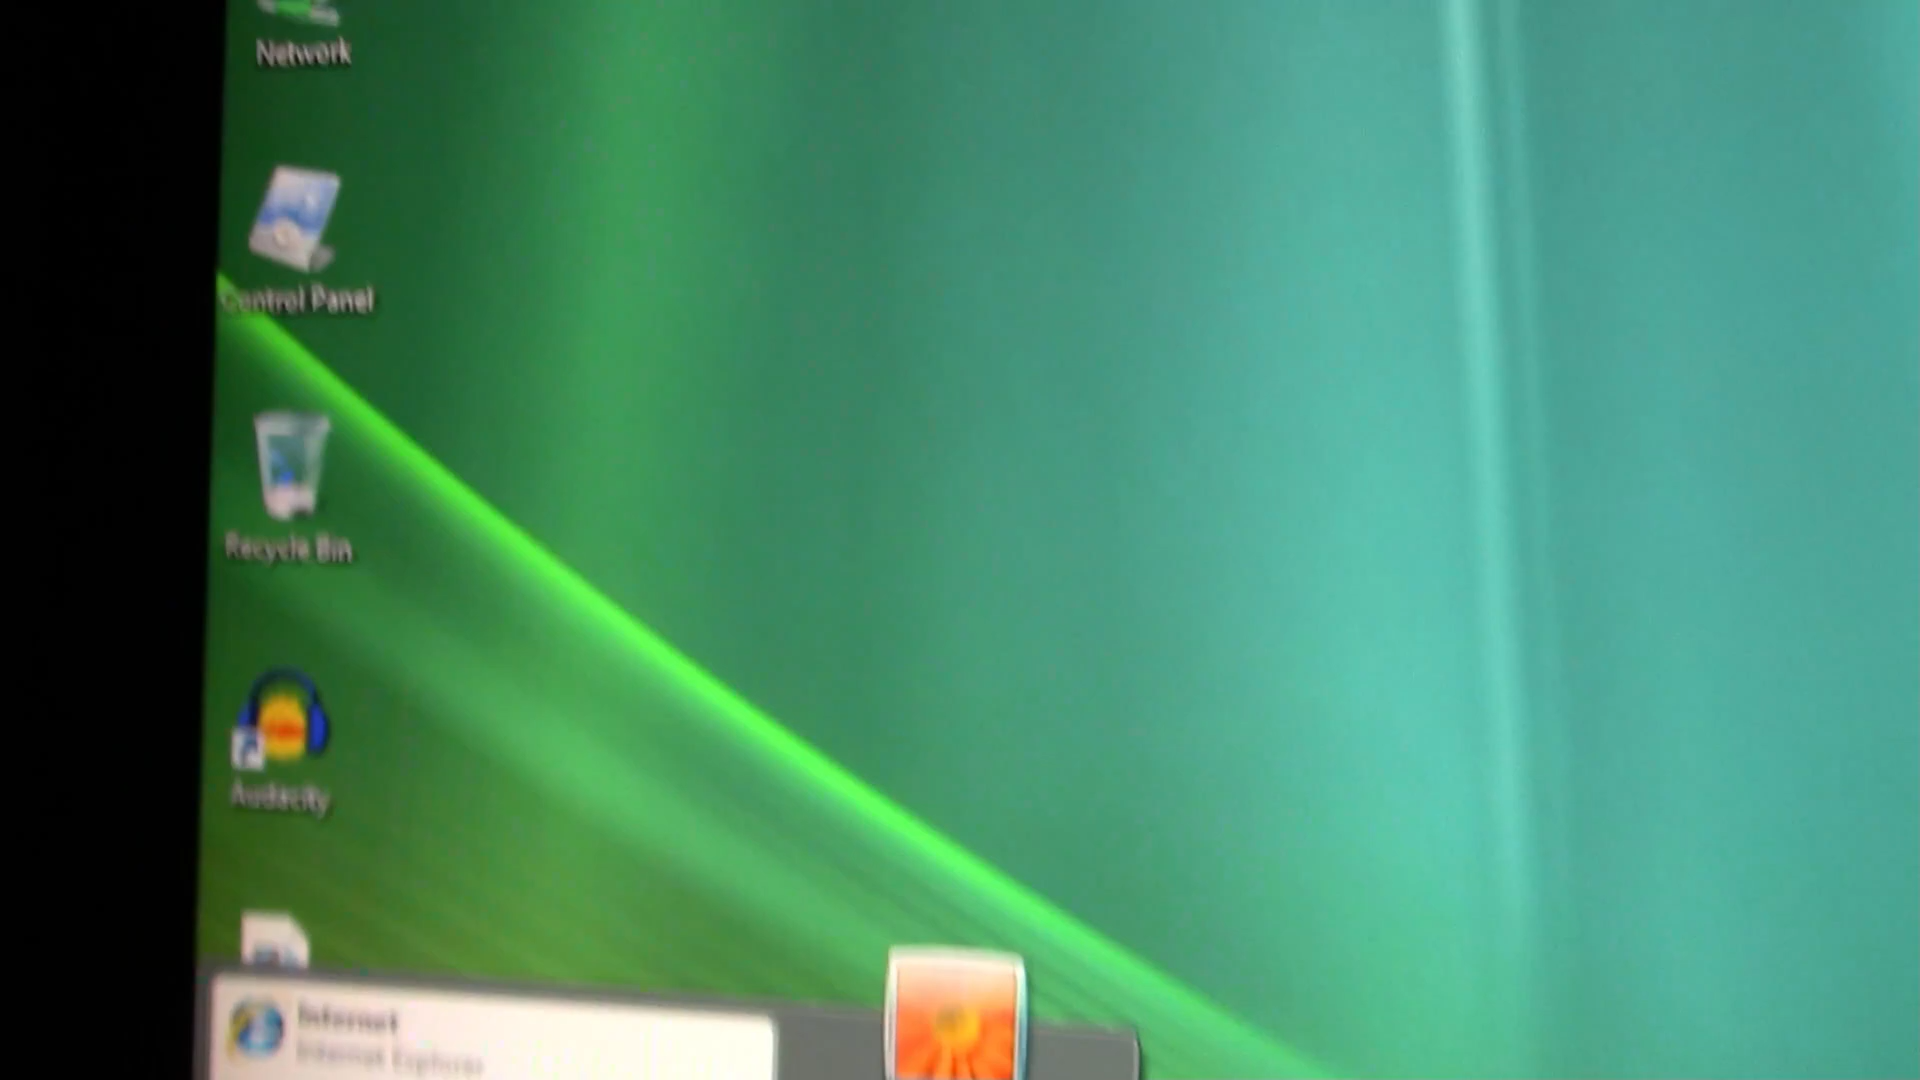 Network
Control Panel
Recycle Bin
Audacity
Internet
Internet Explorer